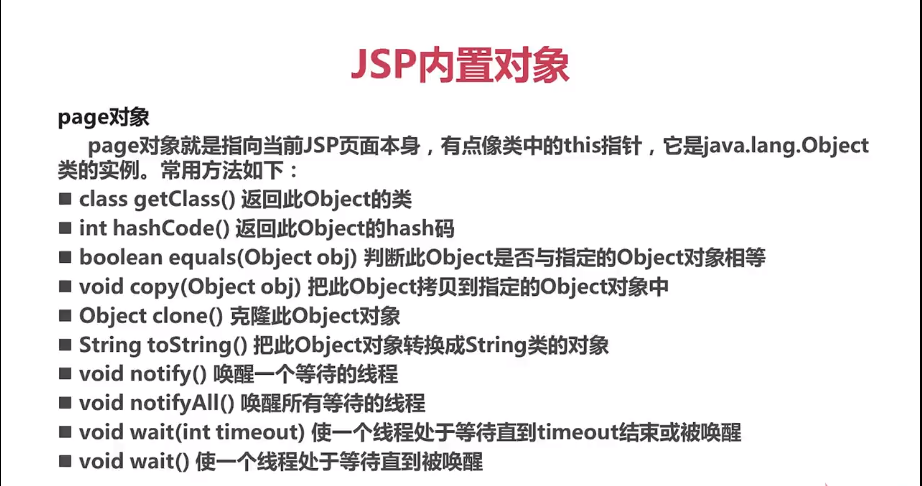 JSP内置对象
page对象
page对象就是指向当前JSP页面本身，有点像类中的this指针，它是java.lang.Object
类的实例。常用方法如下：
■ class getClass() 返回此Object的类
■ int hashCode() 返回此Object的hash码
■ boolean equals(Object obj) 判断此Object是否与指定的Object对象相等
■ void copy(Object obj) 把此Object拷贝到指定的Object对象中
■ Object clone() 克隆此Object对象
■ String toString() 把此Object对象转换成String类的对象
■ void notify() 唤醒一个等待的线程
■ void notifyAll() 唤醒所有等待的线程
■ void wait(int timeout) 使一个线程处于等待直到timeout结束或被唤醒
■ void wait() 使一个线程处于等待直到被唤醒